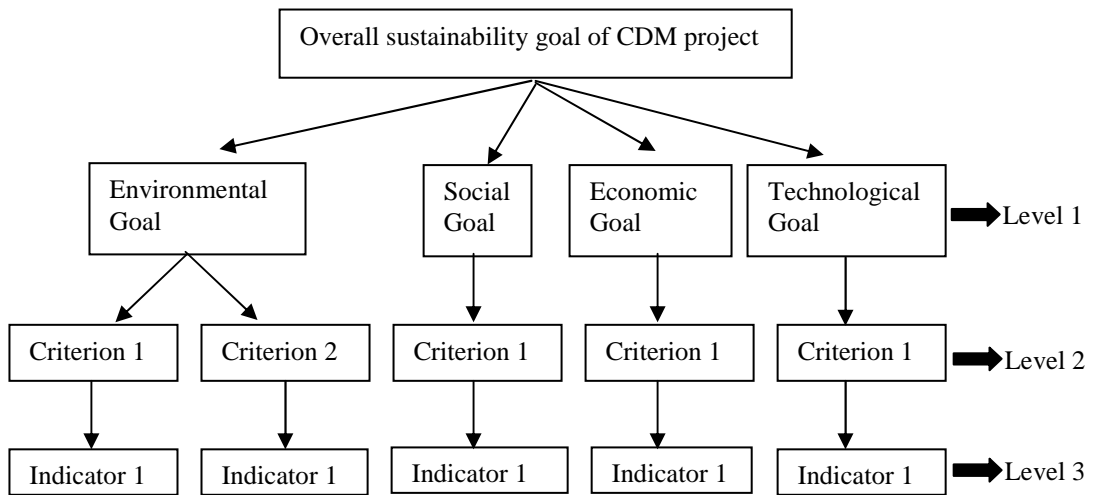 Overall sustainability goal of CDM project
Environmental
Goal
Social
Goal
Economic
Goal
Technological
Goal
Level 1
Criterion 1
Criterion 2
Criterion 1
Criterion 1
Criterion 1
Level 2
Indicator 1
Indicator 1
Indicator 1
Indicator 1
Indicator 1
Level 3